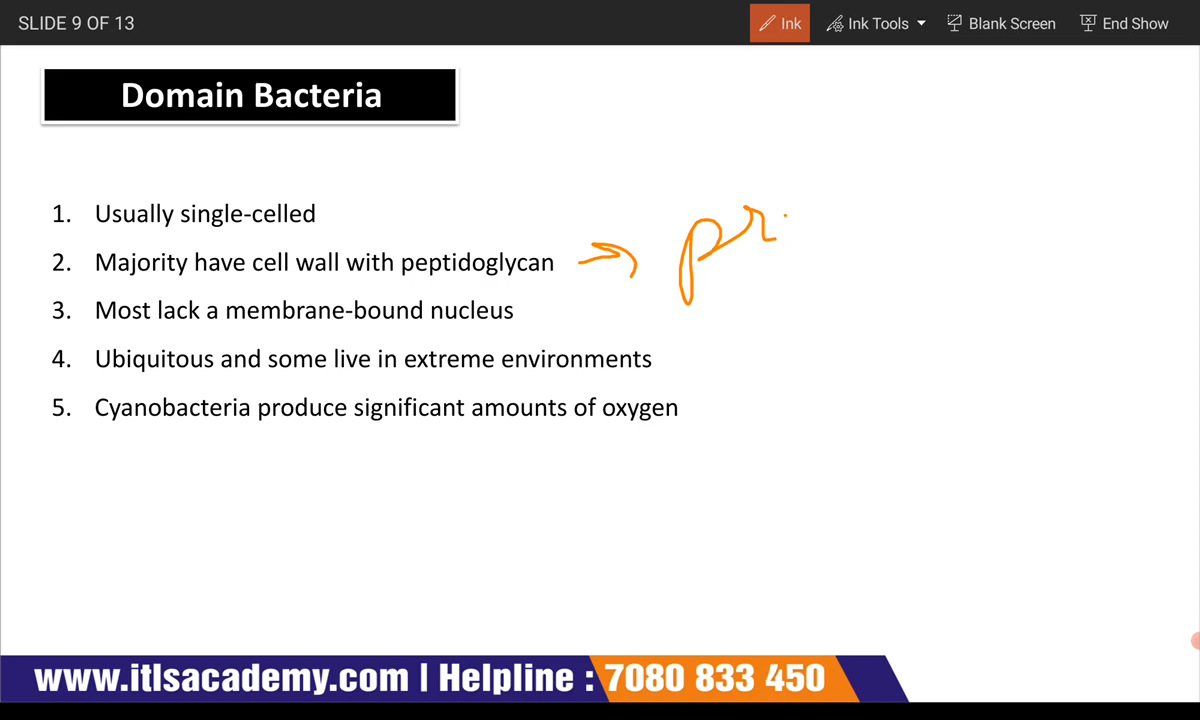 SLIDE 9 OF 13 Ink Ink Tools Blank Screen End Show
Domain Bacteria
1. Usually single-celled
2. Majority have cell wall with peptidoglycan → pr
3. Most lack a membrane-bound nucleus
4. Ubiquitous and some live in extreme environments
5. Cyanobacteria produce significant amounts of oxygen
www.itlsacademy.com | Helpline : 7080 833 450